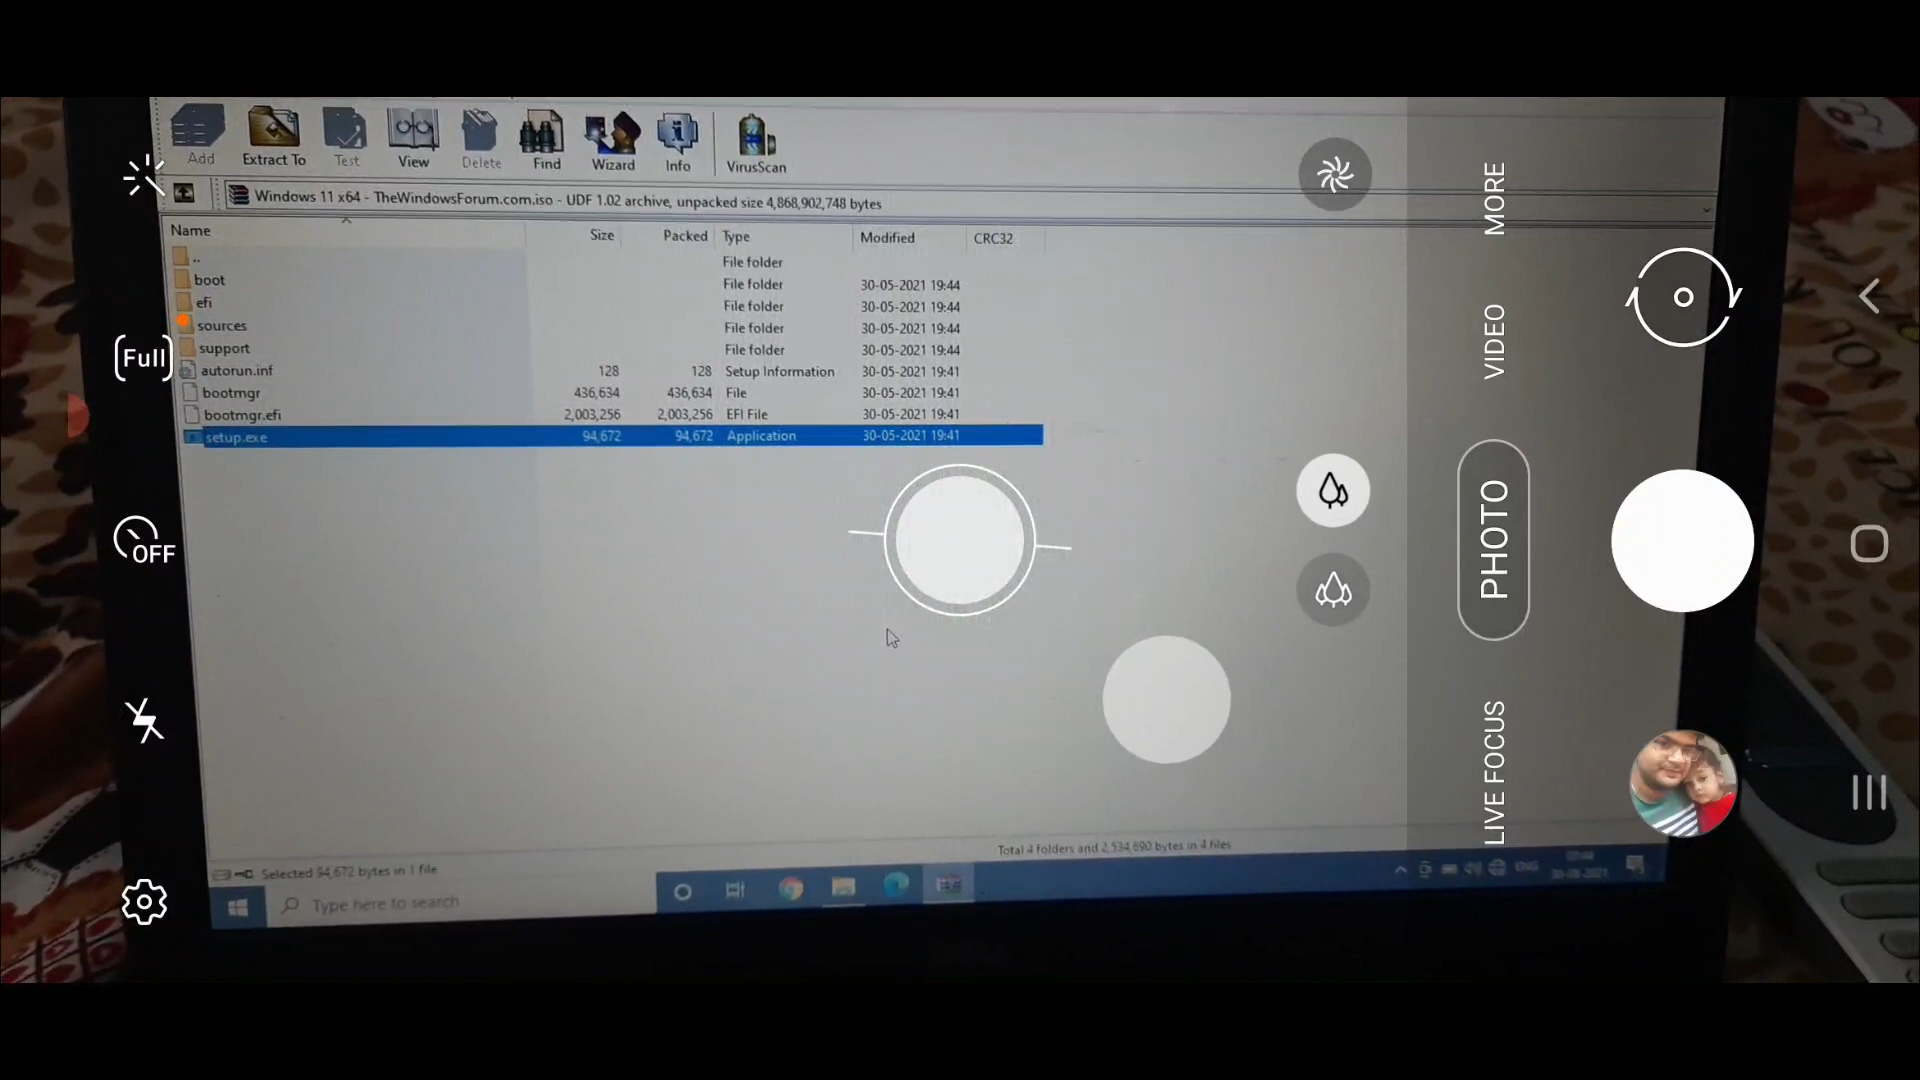 Add Extract To Test View Delete Find Wizard Info VirusScan
Windows 11 x64 - TheWindowsForum.com.iso - UDF 1.02 archive, unpacked size 4,868,902,748 bytes
Name Size Packed Type Modified CRC32
.. File folder
boot File folder 30-05-2021 19:44
efi File folder 30-05-2021 19:44
sources File folder 30-05-2021 19:44
support File folder 30-05-2021 19:44
autorun.inf 128 128 Setup Information 30-05-2021 19:41
bootmgr 436,634 436,634 File 30-05-2021 19:41
bootmgr.efi 2,003,256 2,003,256 EFI File 30-05-2021 19:41
setup.exe 94,672 94,672 Application 30-05-2021 19:41
Total 4 folders and 2,534,690 bytes in 4 files
Selected 94,672 bytes in 1 file
Type here to search
ENG
Full
OFF
MORE
VIDEO
PHOTO
LIVE FOCUS